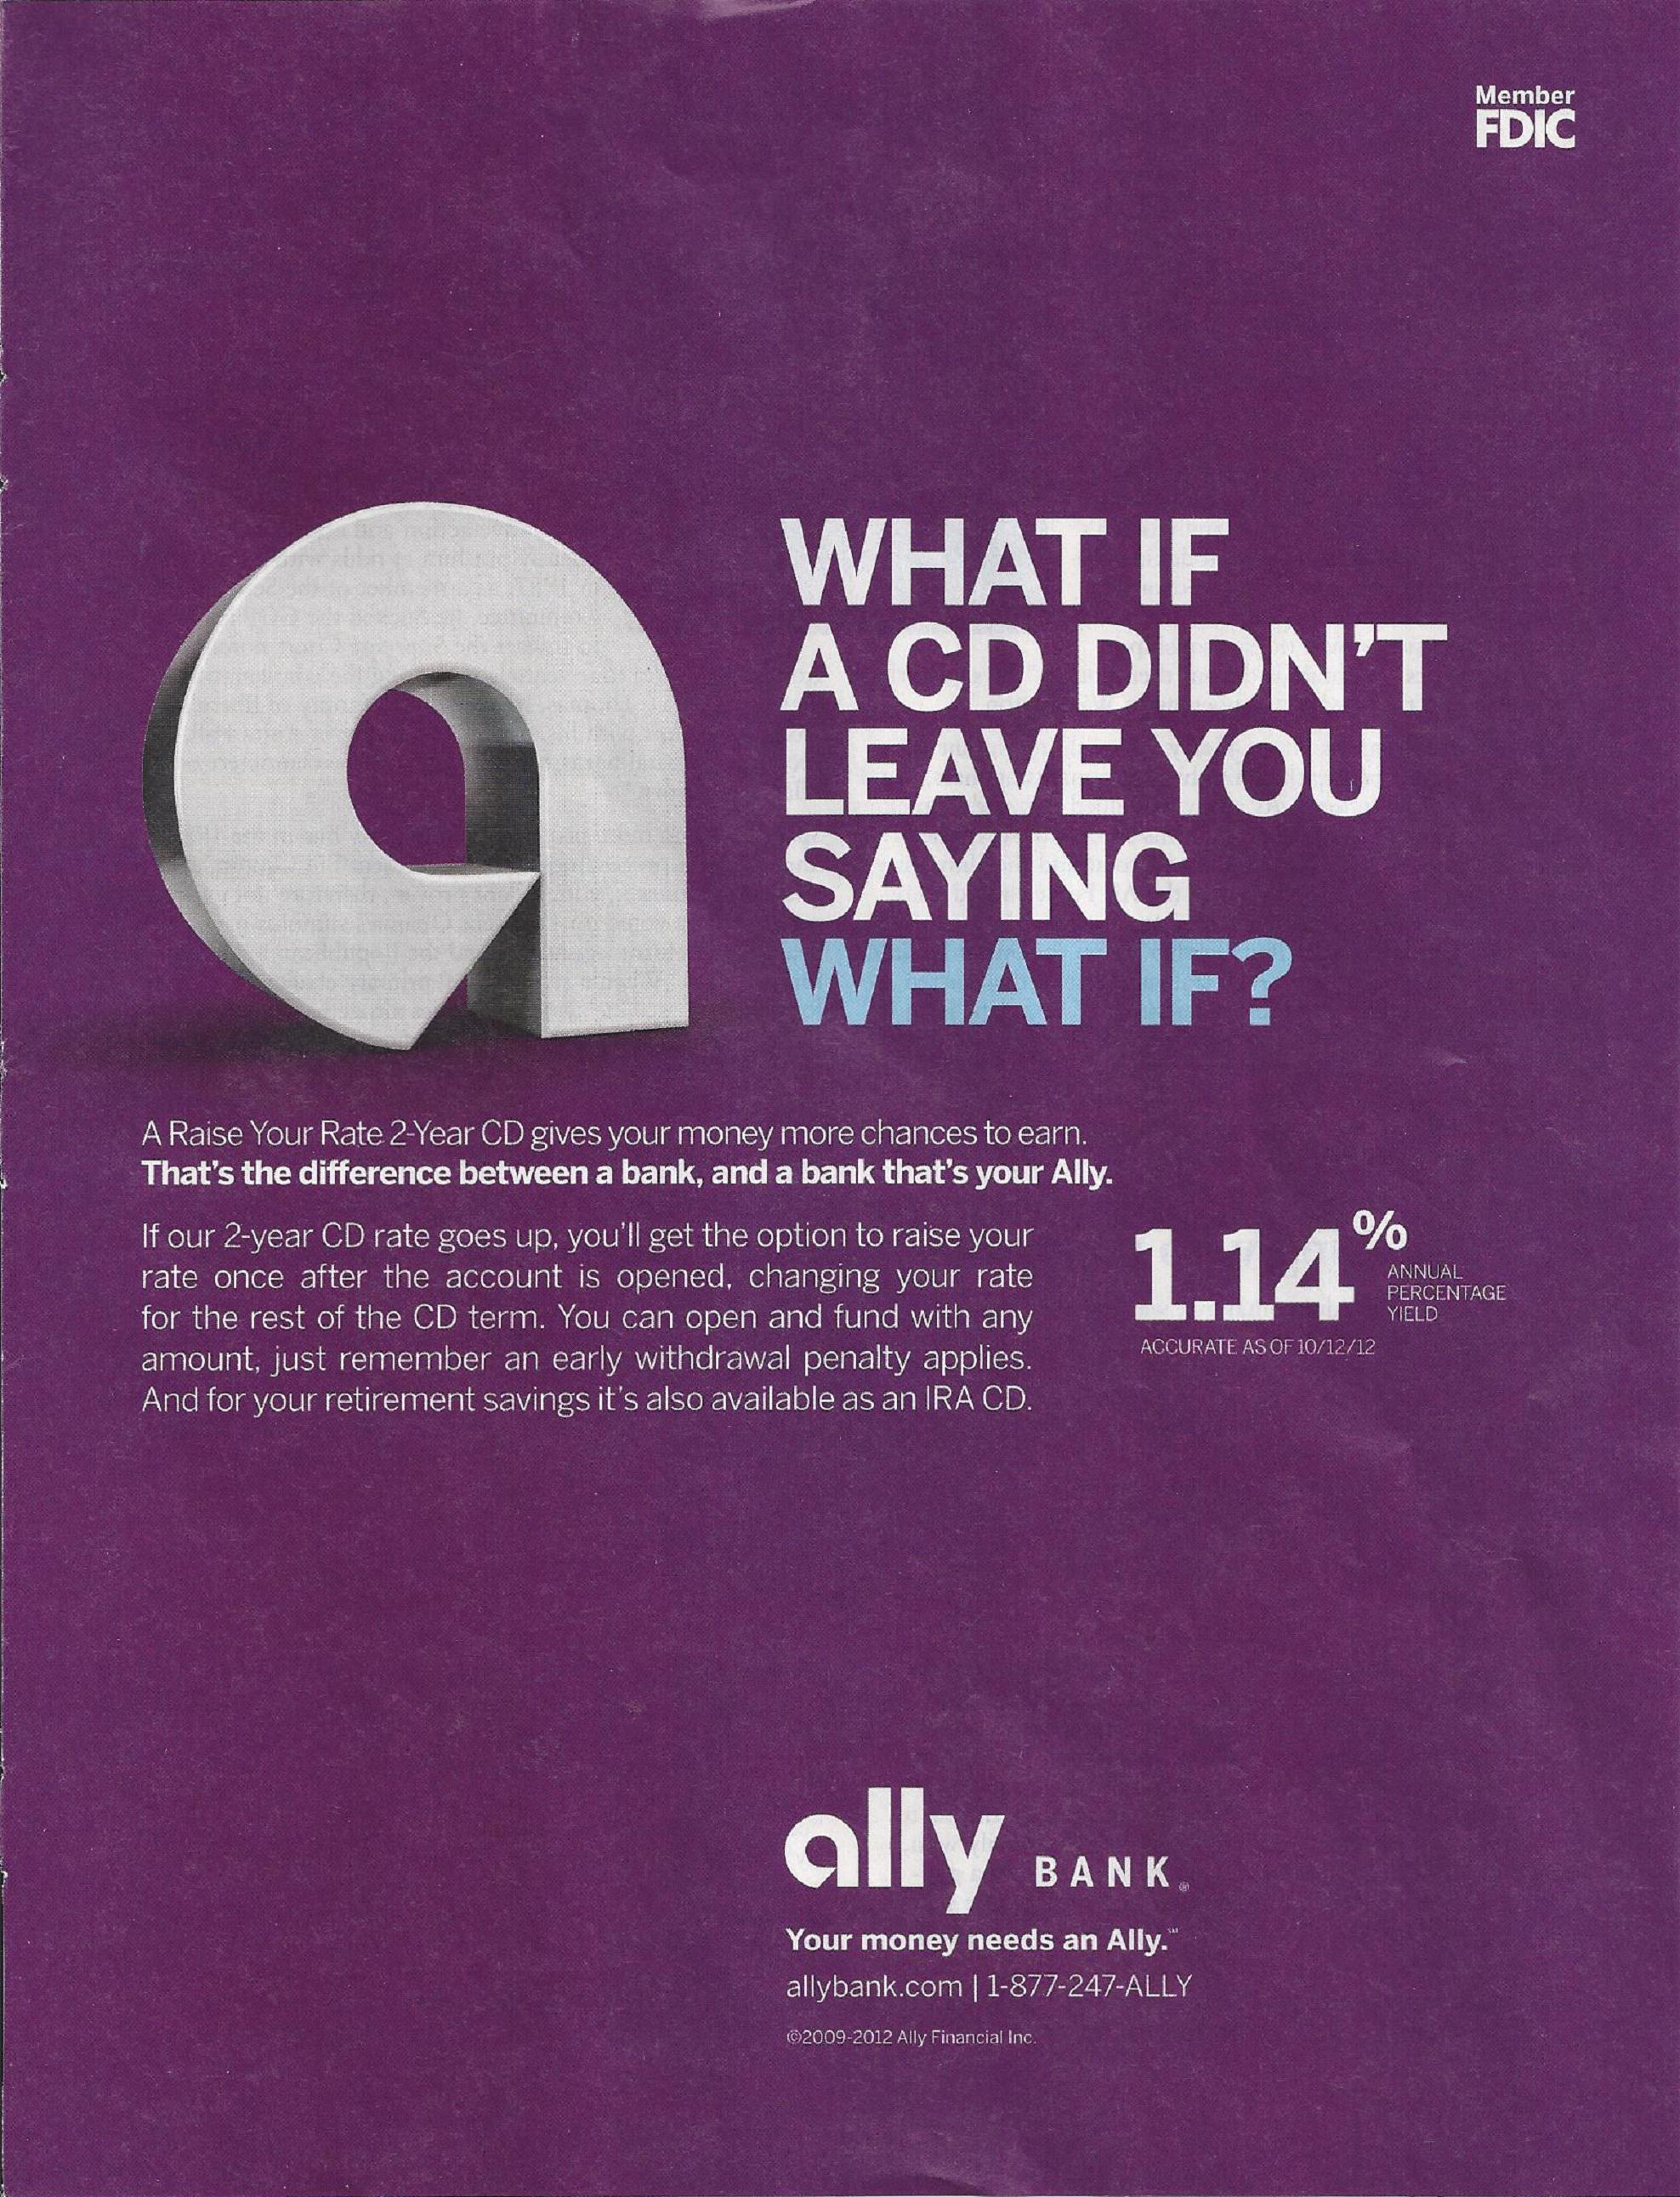 Member
FDIC
WHAT IF
A CD DIDN'T
LEAVE YOU
SAYING
WHAT IF?
A Raise Your Rate 2-Year CD gives your money more chances to earn.
That's the difference between a bank, and a bank that's your Ally.
If our 2-year CD rate goes up, you'll get the option to raise your
rate once after the account is opened, changing your rate
for the rest of the CD term. You can open and fund with any
amount, just remember an early withdrawal penalty applies.
And for your retirement savings it's also available as an IRA CD.
1.14%
ANNUAL
PERCENTAGE
YIELD
ACCURATE AS OF 10/12/12
ally BANK®
Your money needs an Ally.℠
allybank.com | 1-877-247-ALLY
©2009-2012 Ally Financial Inc.